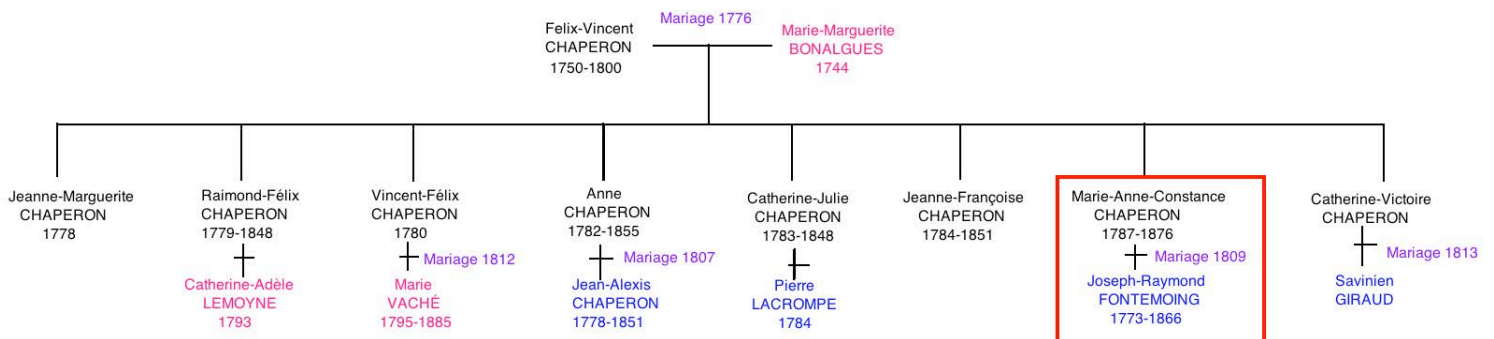 Felix-Vincent
CHAPERON
1750-1800
Mariage 1776
Marie-Marguerite
BONALGUES
1744
Jeanne-Marguerite
CHAPERON
1778
Raimond-Félix
CHAPERON
1779-1848
Catherine-Adèle
LEMOYNE
1793
Vincent-Félix
CHAPERON
1780
Mariage 1812
Marie
VACHÉ
1795-1885
Anne
CHAPERON
1782-1855
Mariage 1807
Jean-Alexis
CHAPERON
1778-1851
Catherine-Julie
CHAPERON
1783-1848
Pierre
LACROMPE
1784
Jeanne-Françoise
CHAPERON
1784-1851
Marie-Anne-Constance
CHAPERON
1787-1876
Mariage 1809
Joseph-Raymond
FONTEMOING
1773-1866
Catherine-Victoire
CHAPERON
Mariage 1813
Savinien
GIRAUD